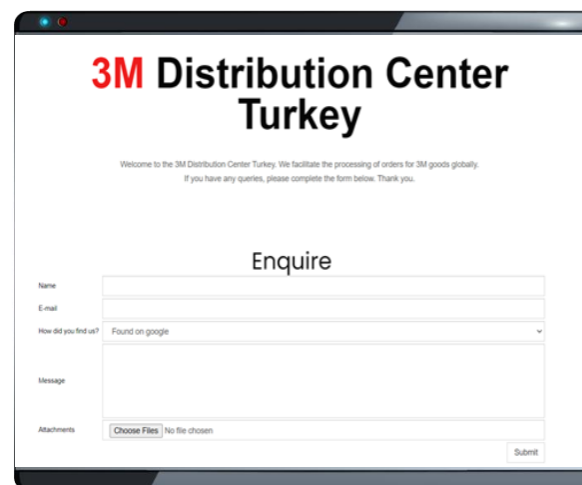 3M Distribution Center
Turkey
Welcome to the 3M Distribution Center Turkey. We facilitate the processing of orders for 3M goods globally.
If you have any queries, please complete the form below. Thank you.
Enquire
Name
E-mail
How did you find us? Found on google
Message
Attachments Choose Files No file chosen
Submit